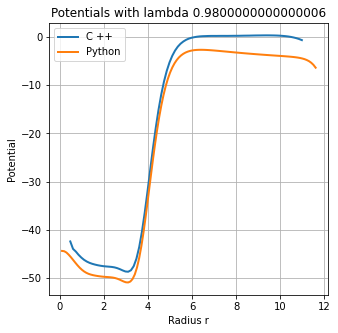 Potentials with lambda 0.9800000000000006
C ++
Python
0
−10
−20
−30
−40
−50
Potential
0 2 4 6 8 10 12
Radius r